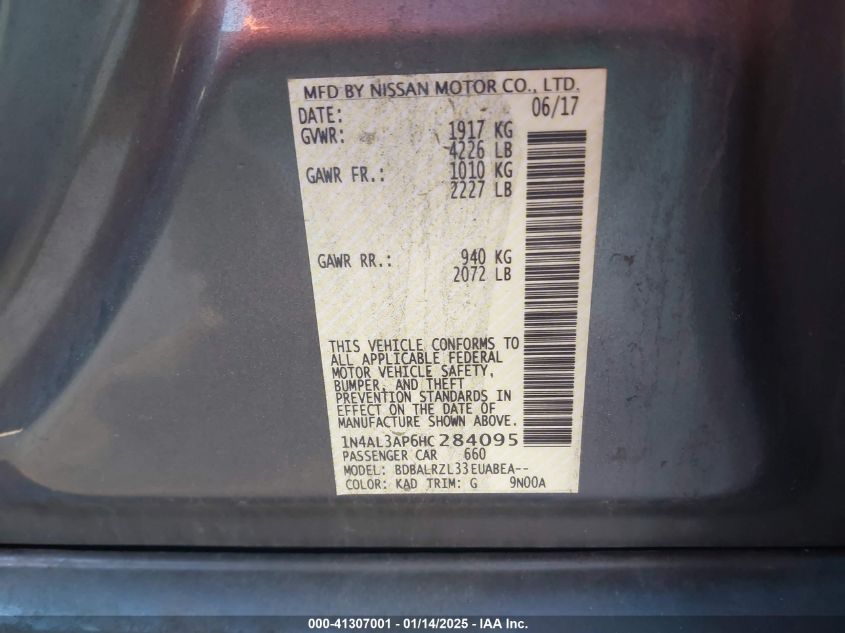 MFD BY NISSAN MOTOR CO., LTD.
DATE: 06/17
GVWR: 1917 KG
4226 LB
GAWR FR.: 1010 KG
2227 LB
GAWR RR.: 940 KG
2072 LB
THIS VEHICLE CONFORMS TO
ALL APPLICABLE FEDERAL
MOTOR VEHICLE SAFETY,
BUMPER, AND THEFT
PREVENTION STANDARDS IN
EFFECT ON THE DATE OF
MANUFACTURE SHOWN ABOVE.
1N4AL3AP6HC284095
PASSENGER CAR 660
MODEL: BDBALRZL33EUABEA--
COLOR: KAD TRIM: G 9N00A
000-41307001 - 01/14/2025 - IAA Inc.